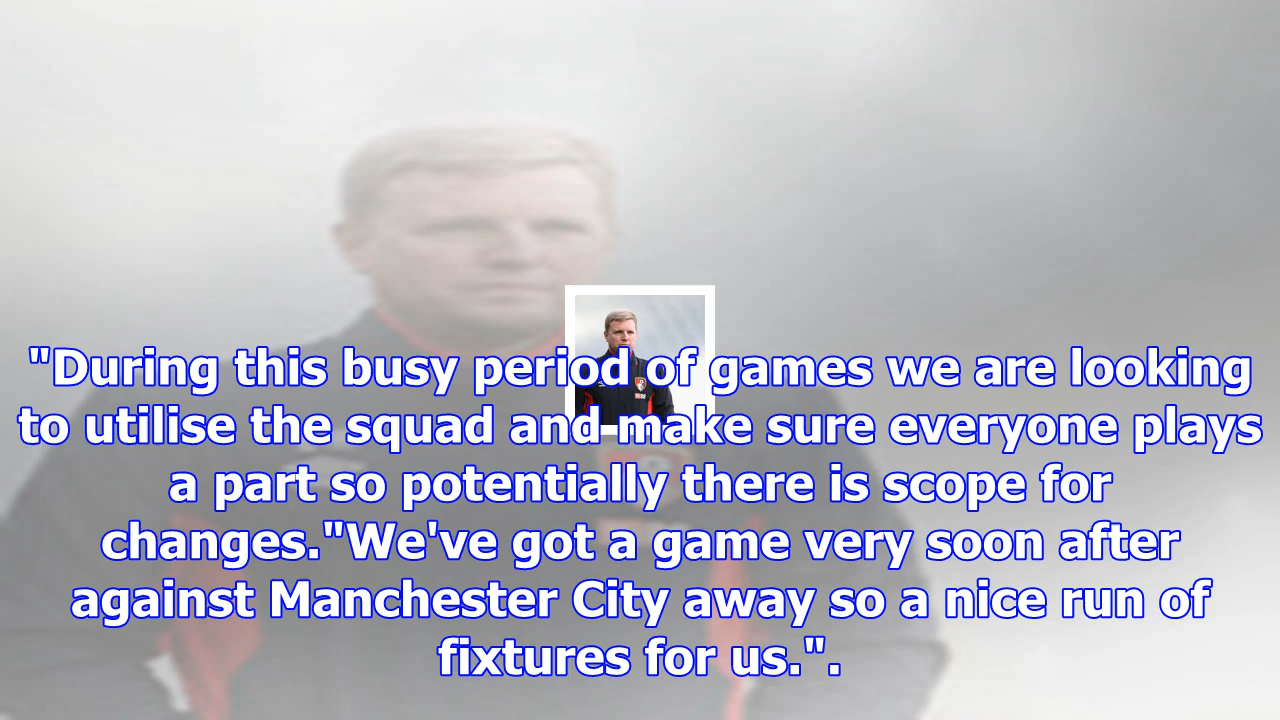 "During this busy period of games we are looking
to utilise the squad and make sure everyone plays
a part so potentially there is scope for
changes."We've got a game very soon after
against Manchester City away so a nice run of
fixtures for us.".